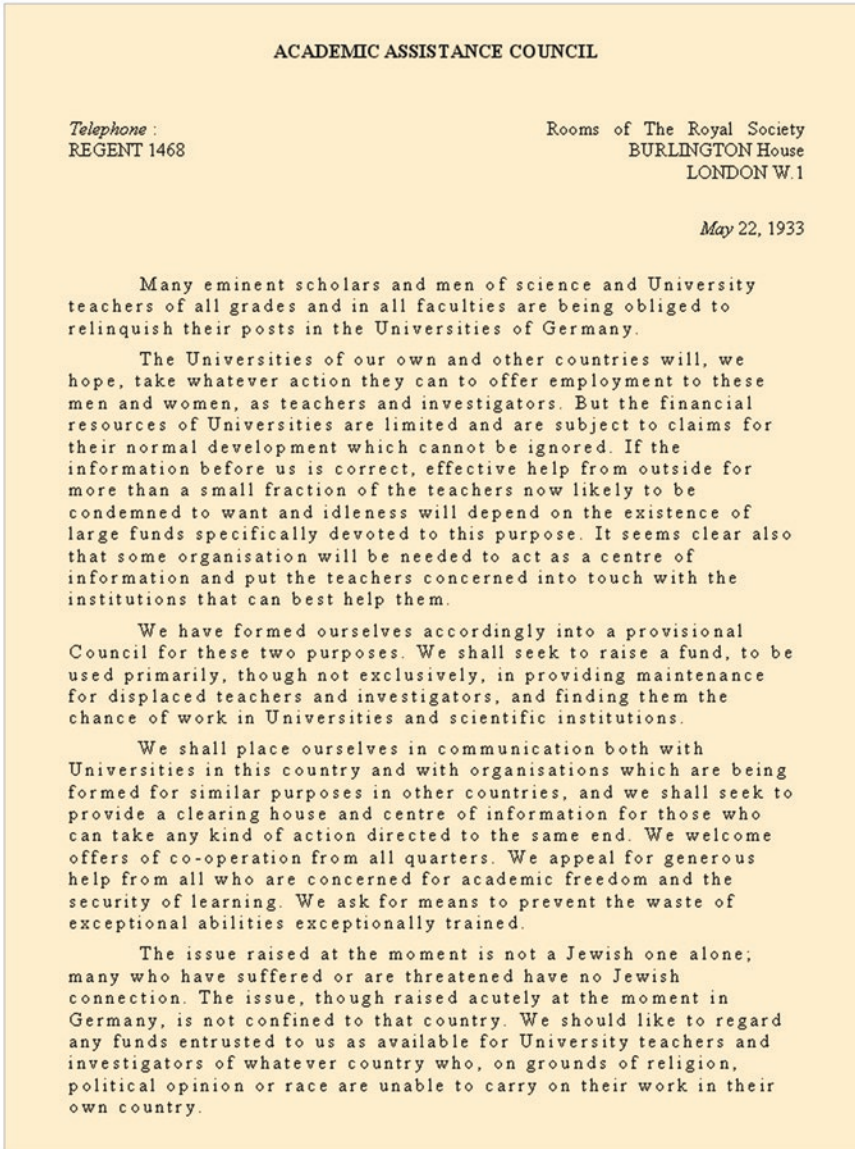 ACADEMIC ASSISTANCE COUNCIL
Telephone :
REGENT 1468
Rooms of The Royal Society
BURLINGTON House
LONDON W.1
May 22, 1933
Many eminent scholars and men of science and University
teachers of all grades and in all faculties are being obliged to
relinquish their posts in the Universities of Germany.
The Universities of our own and other countries will, we
hope, take whatever action they can to offer employment to these
men and women, as teachers and investigators. But the financial
resources of Universities are limited and are subject to claims for
their normal development which cannot be ignored. If the
information before us is correct, effective help from outside for
more than a small fraction of the teachers now likely to be
condemned to want and idleness will depend on the existence of
large funds specifically devoted to this purpose. It seems clear also
that some organisation will be needed to act as a centre of
information and put the teachers concerned into touch with the
institutions that can best help them.
We have formed ourselves accordingly into a provisional
Council for these two purposes. We shall seek to raise a fund, to be
used primarily, though not exclusively, in providing maintenance
for displaced teachers and investigators, and finding them the
chance of work in Universities and scientific institutions.
We shall place ourselves in communication both with
Universities in this country and with organisations which are being
formed for similar purposes in other countries, and we shall seek to
provide a clearing house and centre of information for those who
can take any kind of action directed to the same end. We welcome
offers of co-operation from all quarters. We appeal for generous
help from all who are concerned for academic freedom and the
security of learning. We ask for means to prevent the waste of
exceptional abilities exceptionally trained.
The issue raised at the moment is not a Jewish one alone;
many who have suffered or are threatened have no Jewish
connection. The issue, though raised acutely at the moment in
Germany, is not confined to that country. We should like to regard
any funds entrusted to us as available for University teachers and
investigators of whatever country who, on grounds of religion,
political opinion or race are unable to carry on their work in their
own country.